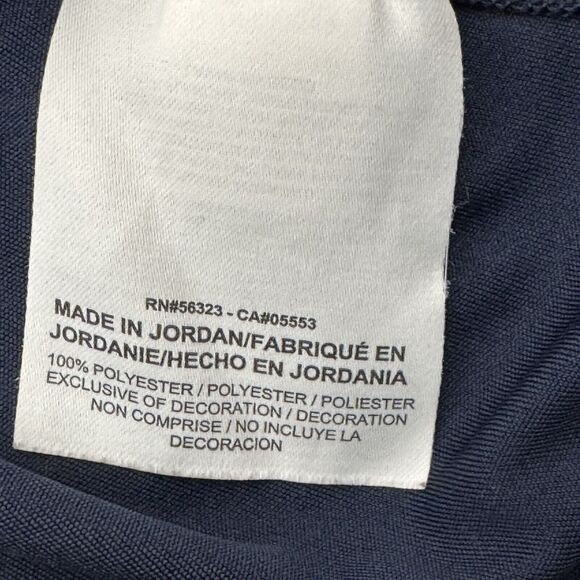 RN#56323 - CA#05553
MADE IN JORDAN/FABRIQUÉ EN
JORDANIE/HECHO EN JORDANIA
100% POLYESTER / POLYESTER / POLIESTER
EXCLUSIVE OF DECORATION / DECORATION
NON COMPRISE / NO INCLUYE LA
DECORACION